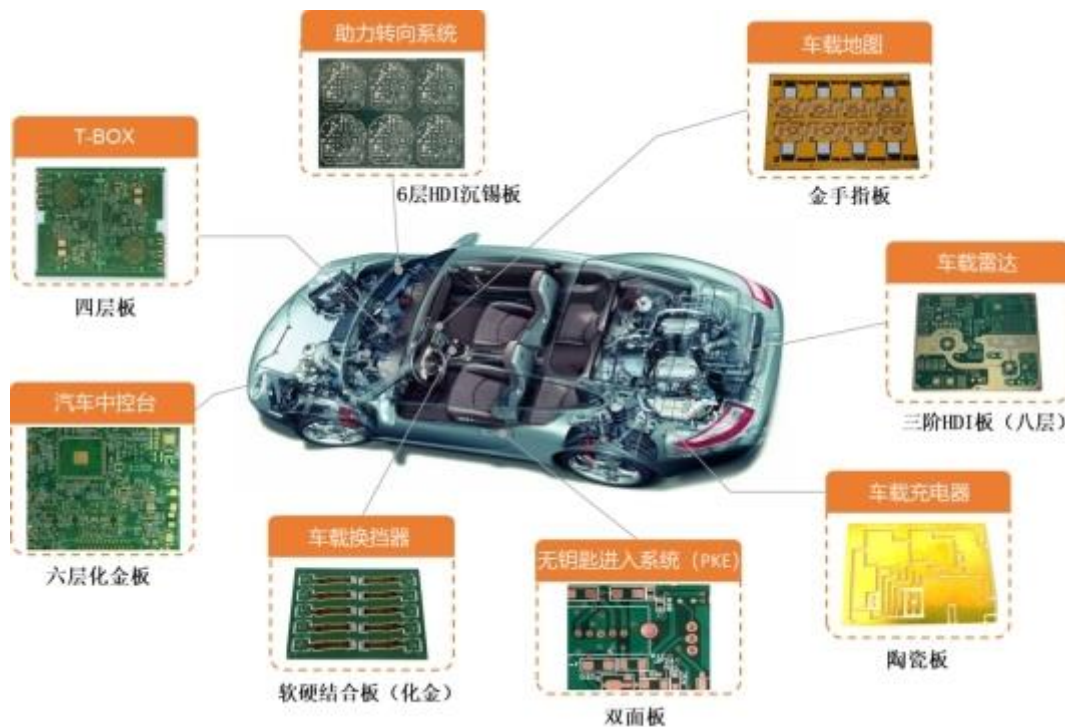 助力转向系统
6层HDI沉锡板
车载地图
金手指板
T-BOX
四层板
车载雷达
三阶HDI板（八层）
汽车中控台
六层化金板
车载换挡器
软硬结合板（化金）
无钥匙进入系统（PKE）
双面板
车载充电器
陶瓷板